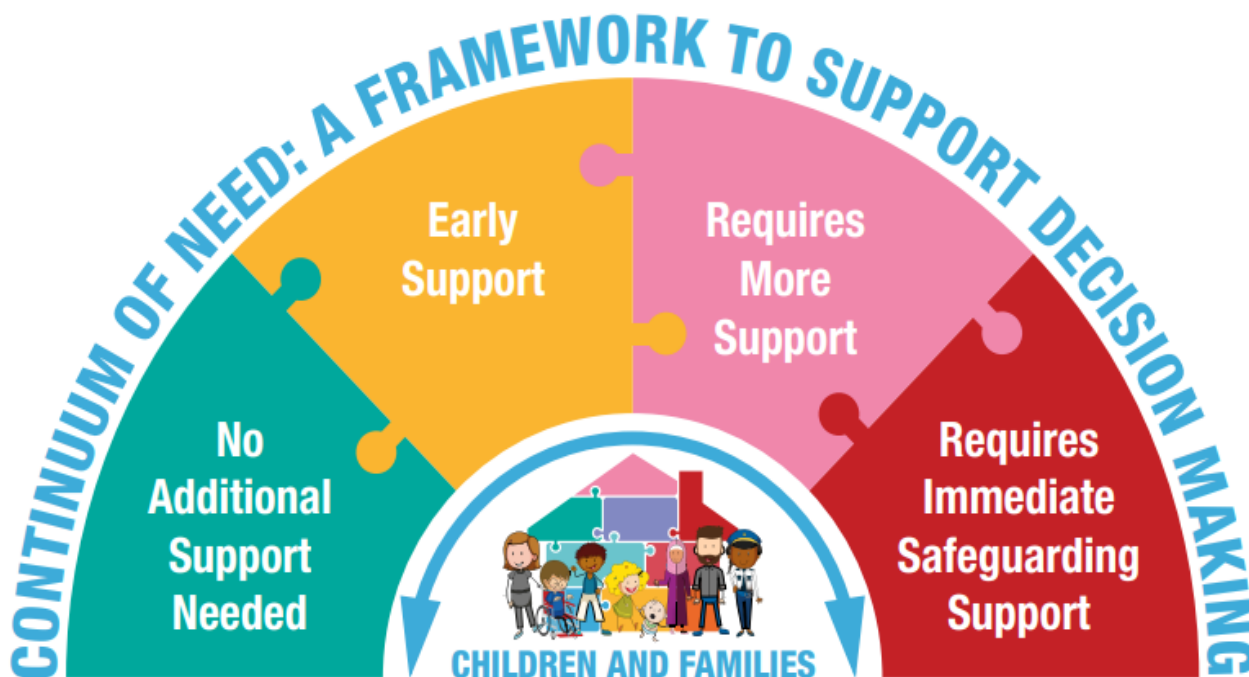 CONTINUUM OF NEED: A FRAMEWORK TO SUPPORT DECISION MAKING
No
Additional
Support
Needed
Early
Support
Requires
More
Support
Requires
Immediate
Safeguarding
Support
CHILDREN AND FAMILIES